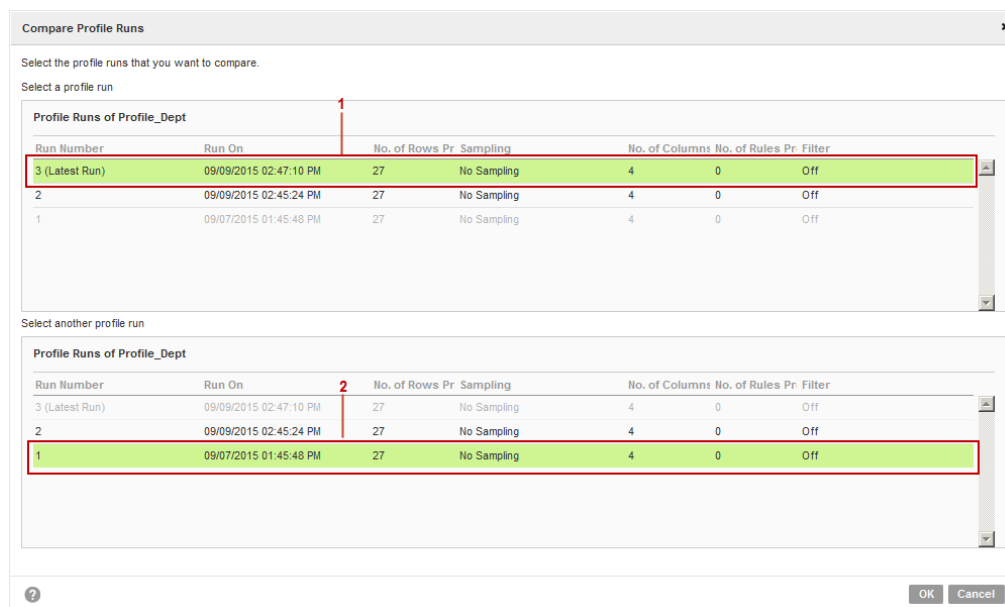 Compare Profile Runs
Select the profile runs that you want to compare.
Select a profile run
1
Profile Runs of Profile_Dept
Run Number Run On No. of Rows Pr Sampling No. of Columns No. of Rules Pr Filter
3 (Latest Run) 09/09/2015 02:47:10 PM 27 No Sampling 4 0 Off
2 09/09/2015 02:45:24 PM 27 No Sampling 4 0 Off
1 09/07/2015 01:45:48 PM 27 No Sampling 4 0 Off
Select another profile run
Profile Runs of Profile_Dept
Run Number Run On 2 No. of Rows Pr Sampling No. of Columns No. of Rules Pr Filter
3 (Latest Run) 09/09/2015 02:47:10 PM 27 No Sampling 4 0 Off
2 09/09/2015 02:45:24 PM 27 No Sampling 4 0 Off
1 09/07/2015 01:45:48 PM 27 No Sampling 4 0 Off
? OK Cancel